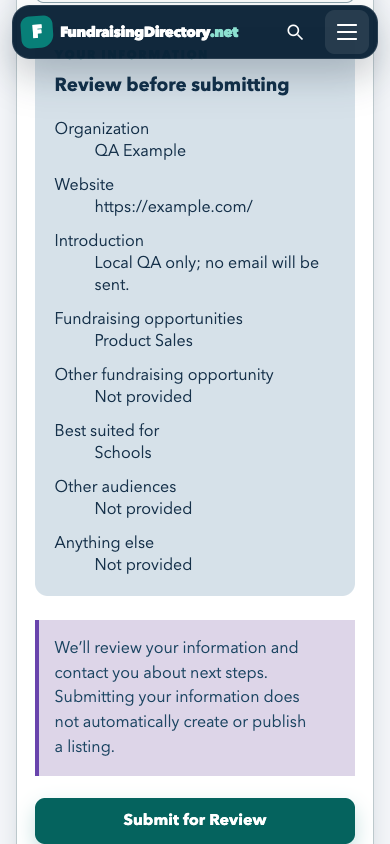 F FundraisingDirectory.net
YOUR INFORMATION
Review before submitting
Organization
QA Example
Website
https://example.com/
Introduction
Local QA only; no email will be
sent.
Fundraising opportunities
Product Sales
Other fundraising opportunity
Not provided
Best suited for
Schools
Other audiences
Not provided
Anything else
Not provided
We’ll review your information and
contact you about next steps.
Submitting your information does
not automatically create or publish
a listing.
Submit for Review